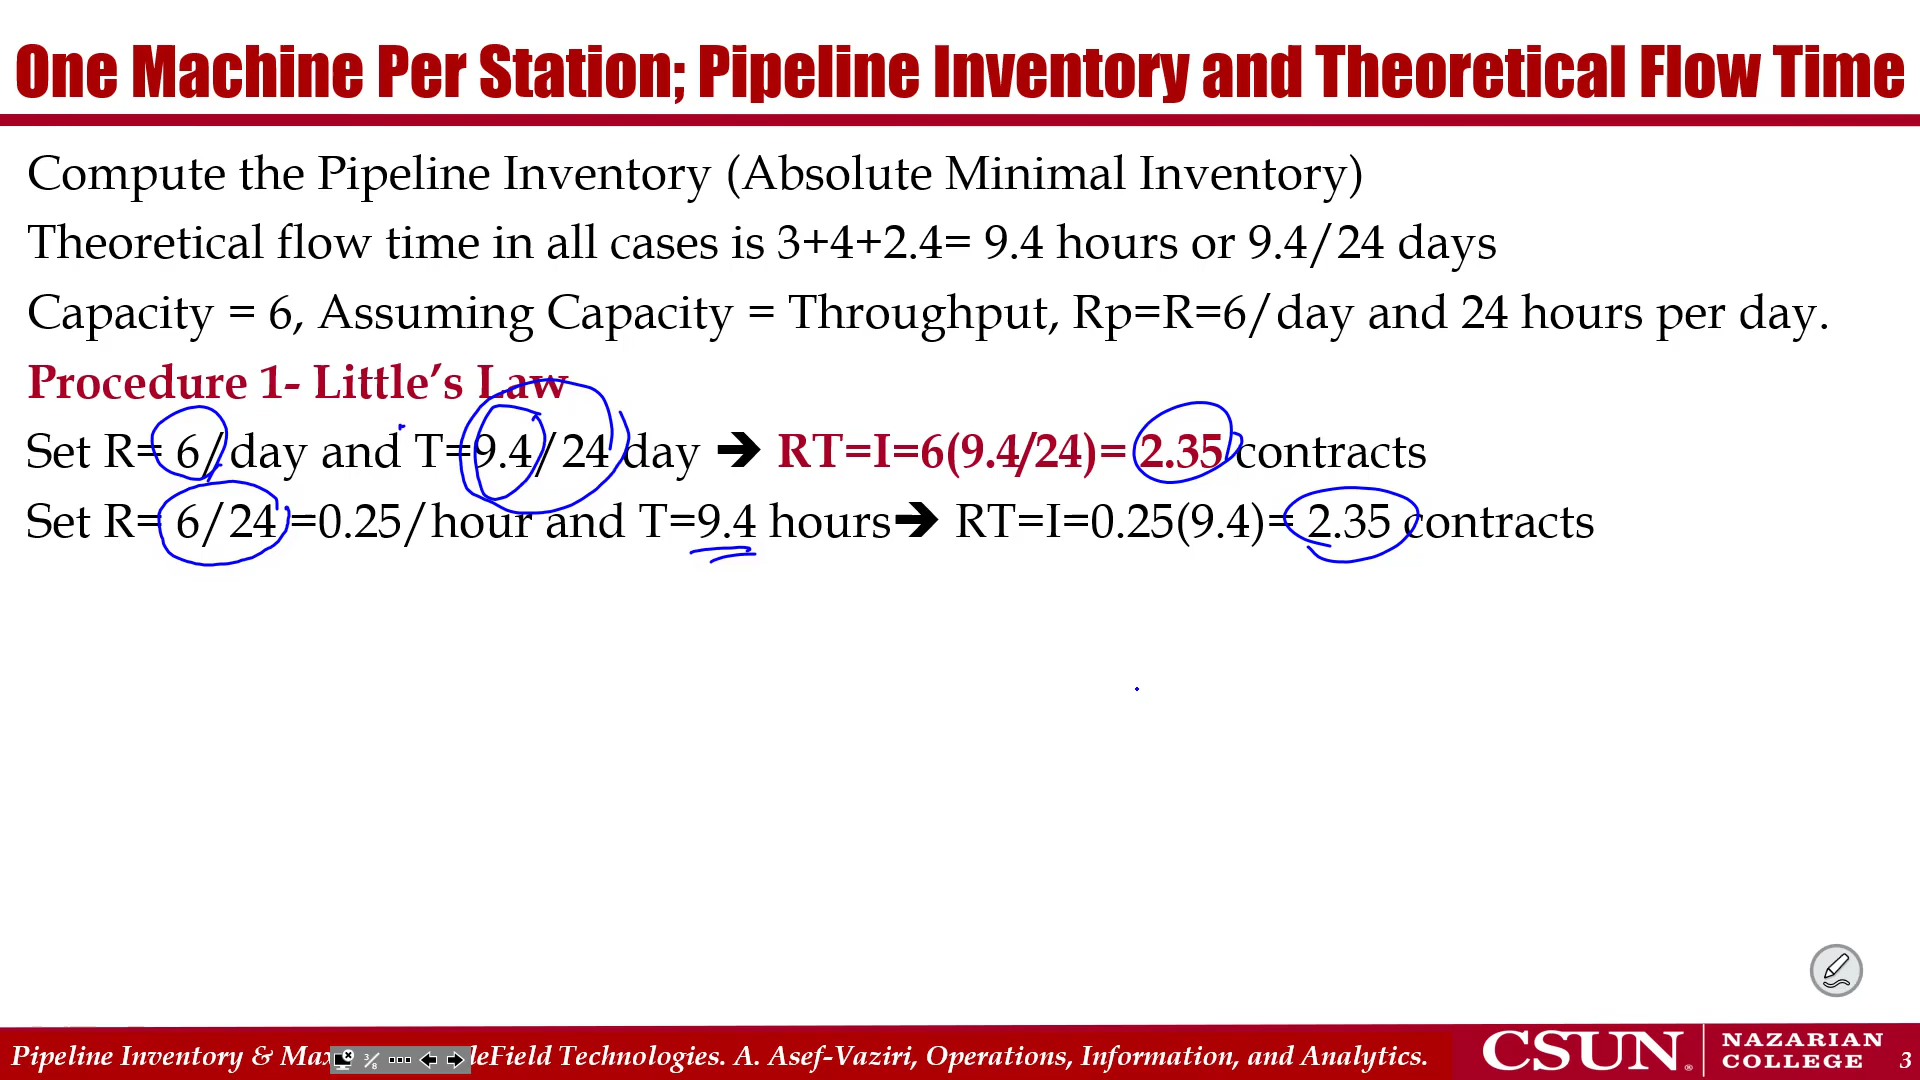 One Machine Per Station; Pipeline Inventory and Theoretical Flow Time
Compute the Pipeline Inventory (Absolute Minimal Inventory)
Theoretical flow time in all cases is 3+4+2.4= 9.4 hours or 9.4/24 days
Capacity = 6, Assuming Capacity = Throughput, Rp=R=6/day and 24 hours per day.
Procedure 1- Little’s Law
Set R= 6/day and T=9.4/24 day ➔ RT=I=6(9.4/24)= 2.35 contracts
Set R= 6/24 =0.25/hour and T=9.4 hours➔ RT=I=0.25(9.4)= 2.35 contracts
Pipeline Inventory & Max 3/8 leField Technologies. A. Asef-Vaziri, Operations, Information, and Analytics.
CSUN® NAZARIAN COLLEGE 3